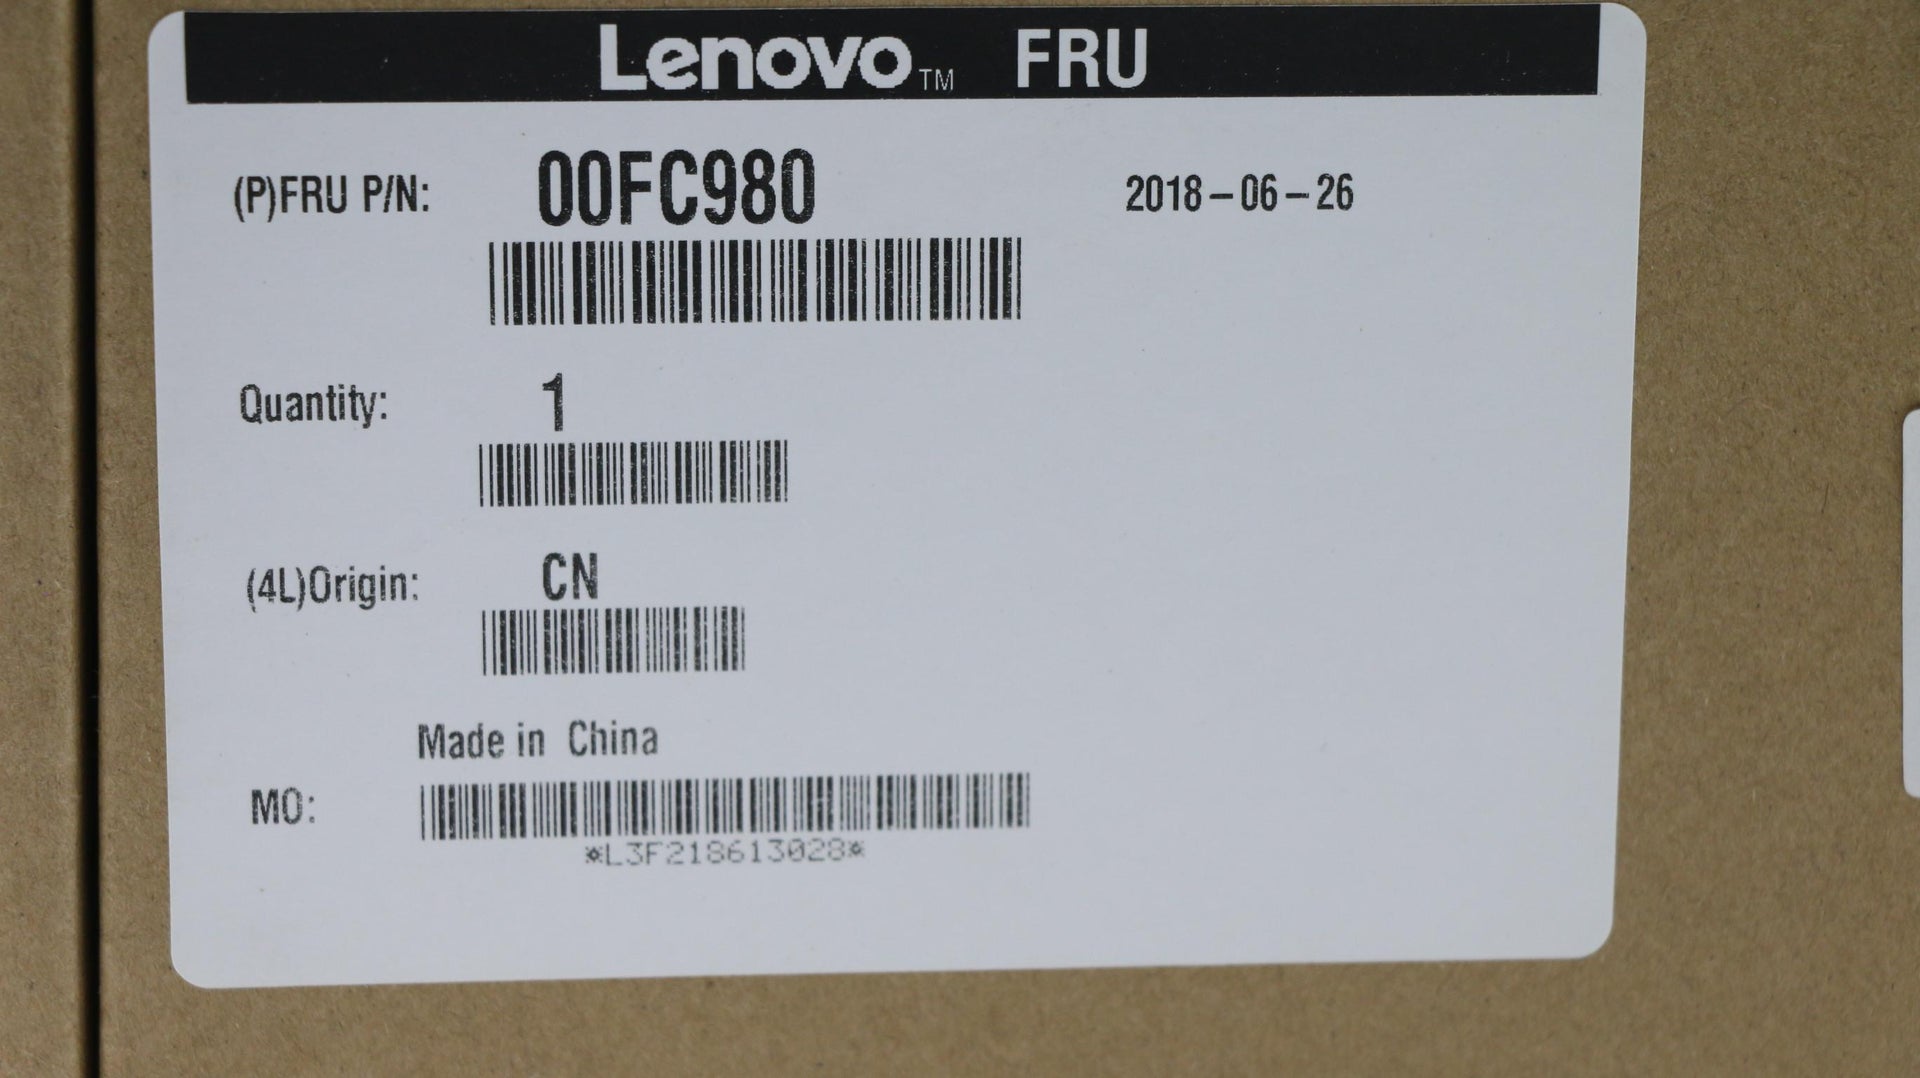 Lenovo™ FRU
(P)FRU P/N: 00FC980 2018-06-26
Quantity: 1
(4L)Origin: CN
Made in China
MO:
*L3F218613028*